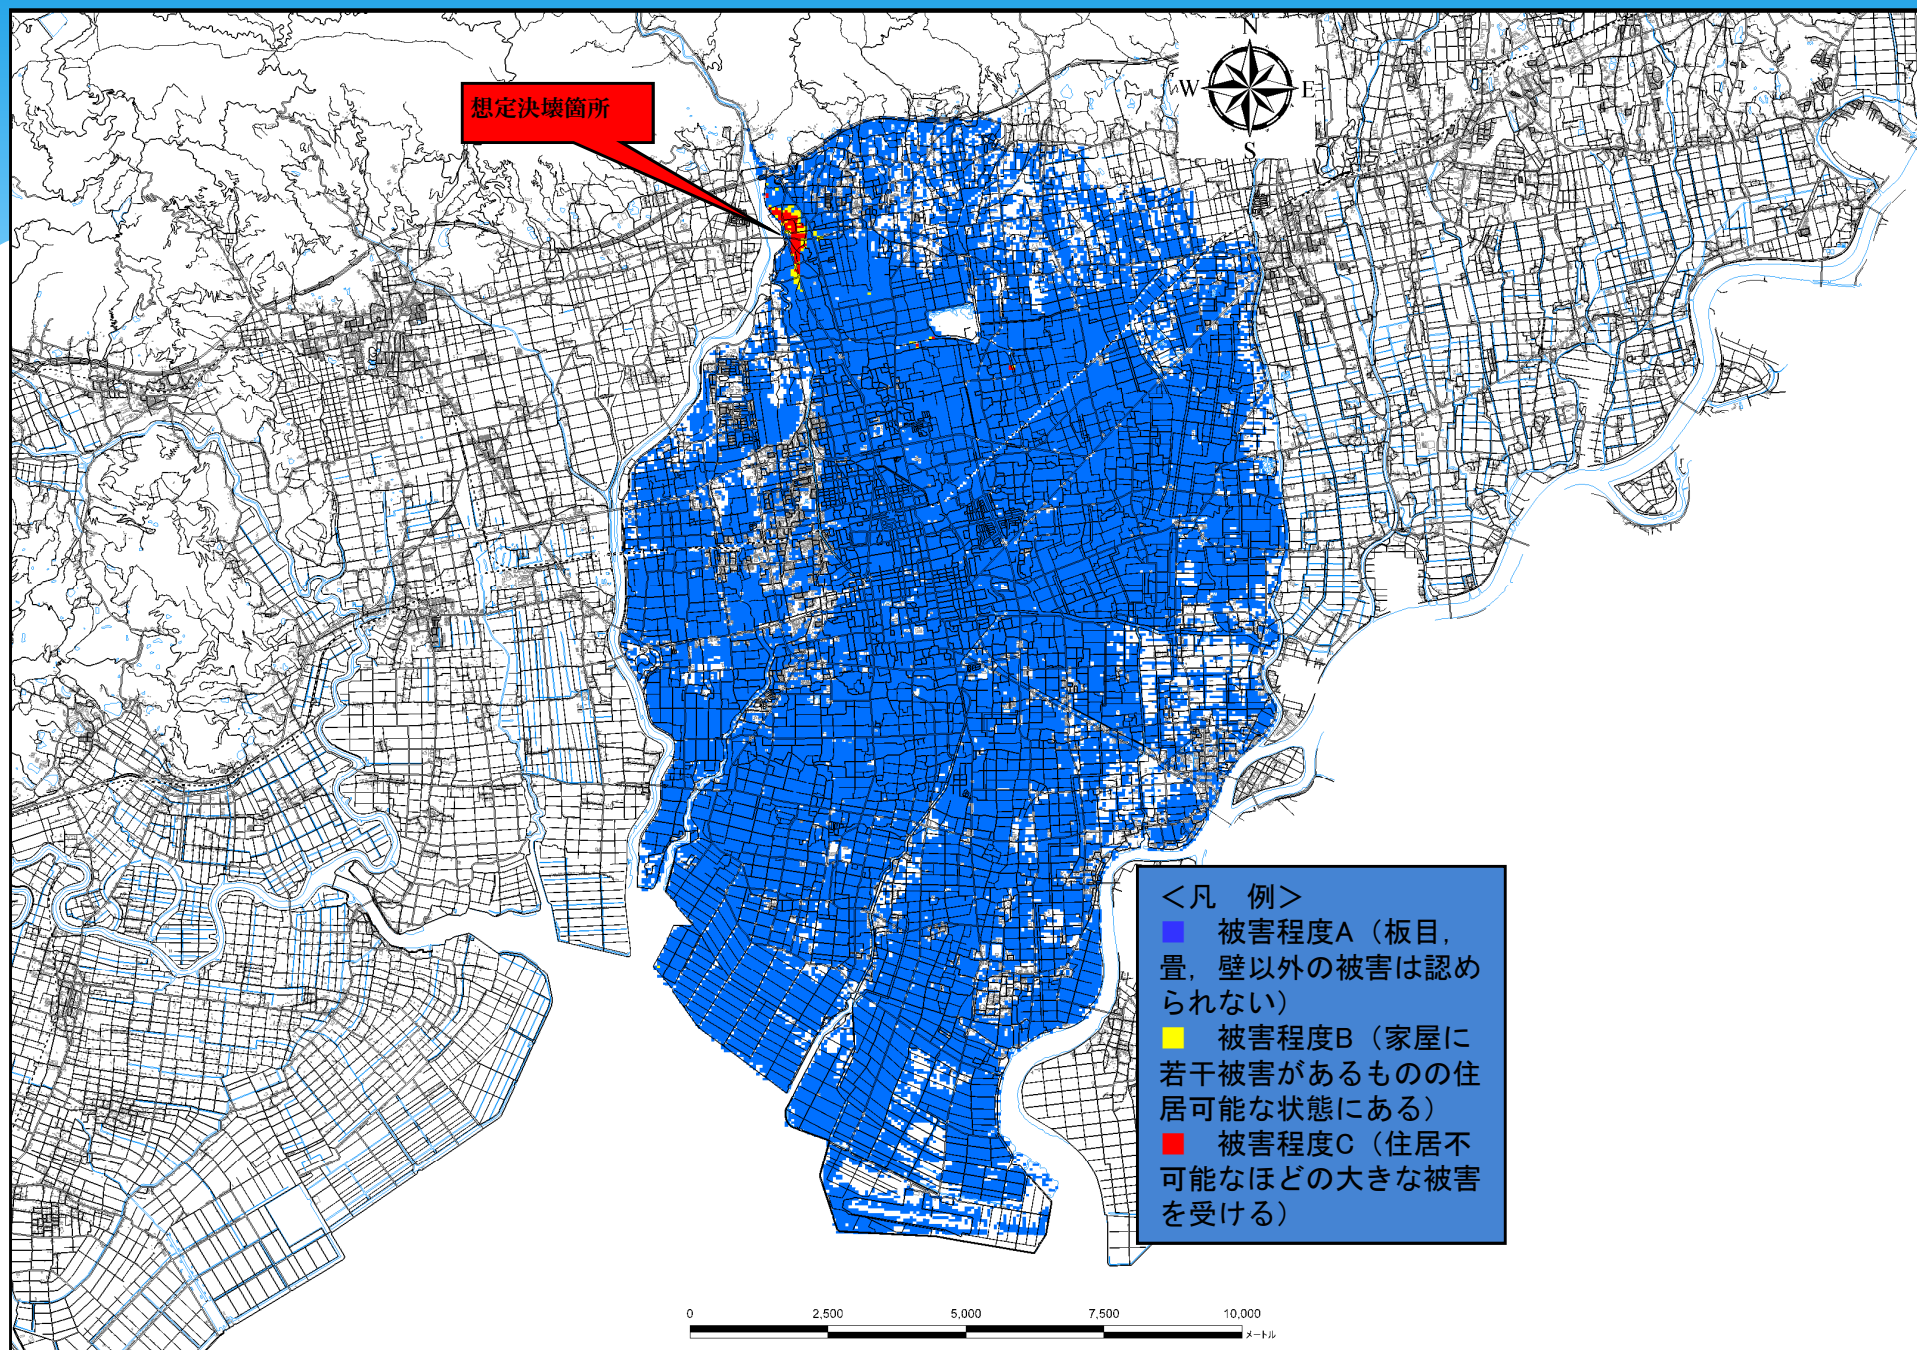 N
W
E
S
想定決壊箇所
＜凡　例＞
■　被害程度A（板目，
畳，壁以外の被害は認め
られない）
■　被害程度B（家屋に
若干被害があるものの住
居可能な状態にある）
■　被害程度C（住居不
可能なほどの大きな被害
を受ける）
0 2,500 5,000 7,500 10,000
メートル